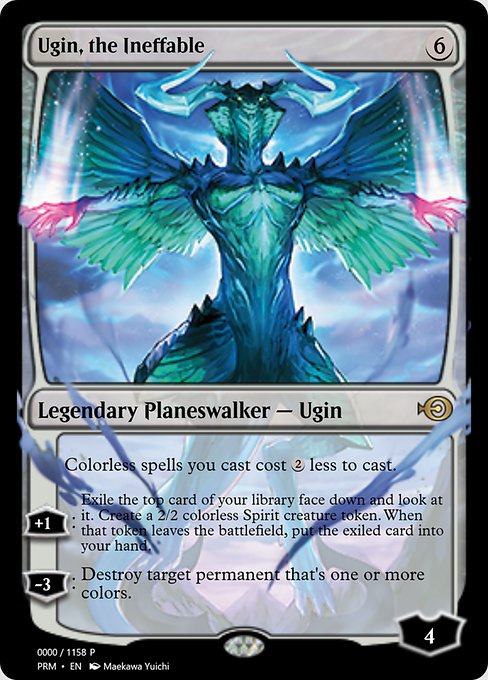 Ugin, the Ineffable 6
Legendary Planeswalker — Ugin
Colorless spells you cast cost 2 less to cast.
+1: Exile the top card of your library face down and look at
it. Create a 2/2 colorless Spirit creature token. When
that token leaves the battlefield, put the exiled card into
your hand.
-3: Destroy target permanent that's one or more
colors.
4
0000 / 1158 P
PRM • EN Maekawa Yuichi